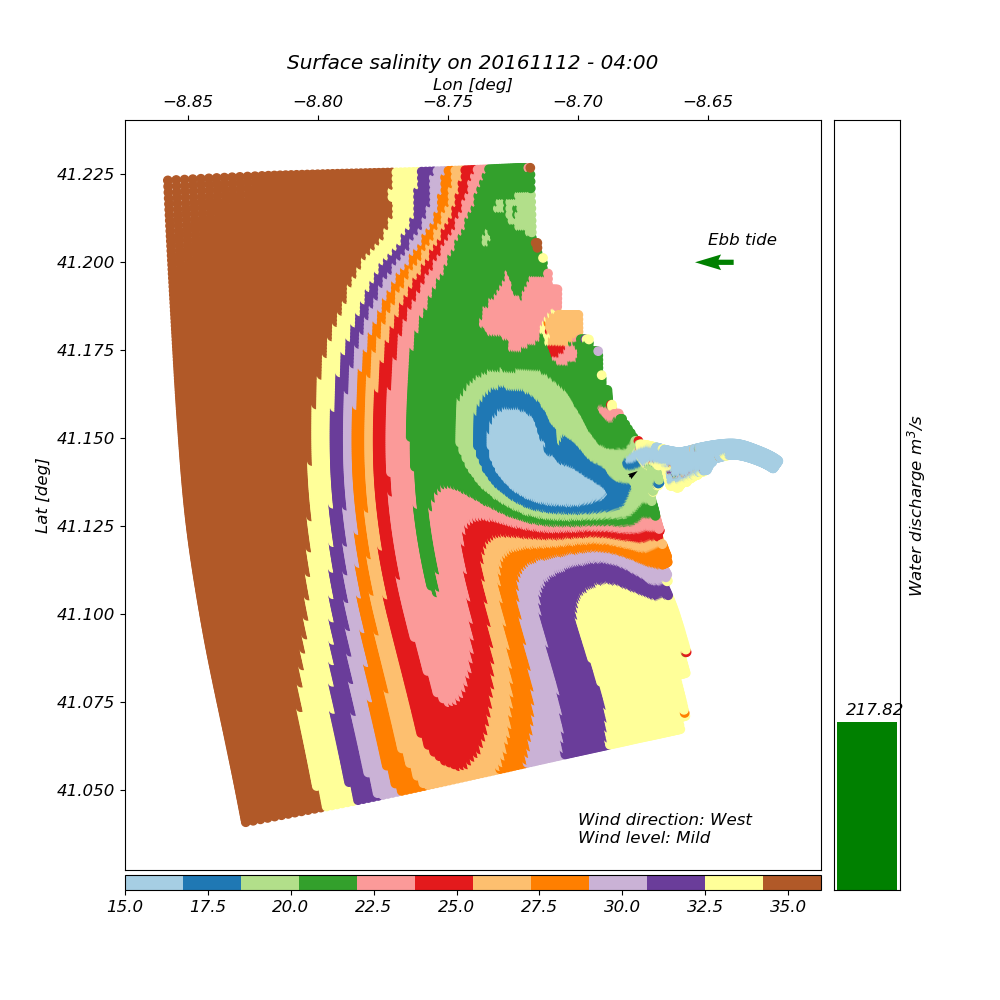 Surface salinity on 20161112 - 04:00
Lon [deg]
−8.85 −8.80 −8.75 −8.70 −8.65
41.225
41.200
41.175
41.150
41.125
41.100
41.075
41.050
Lat [deg]
Ebb tide
Wind direction: West
Wind level: Mild
15.0 17.5 20.0 22.5 25.0 27.5 30.0 32.5 35.0
217.82
Water discharge m³/s